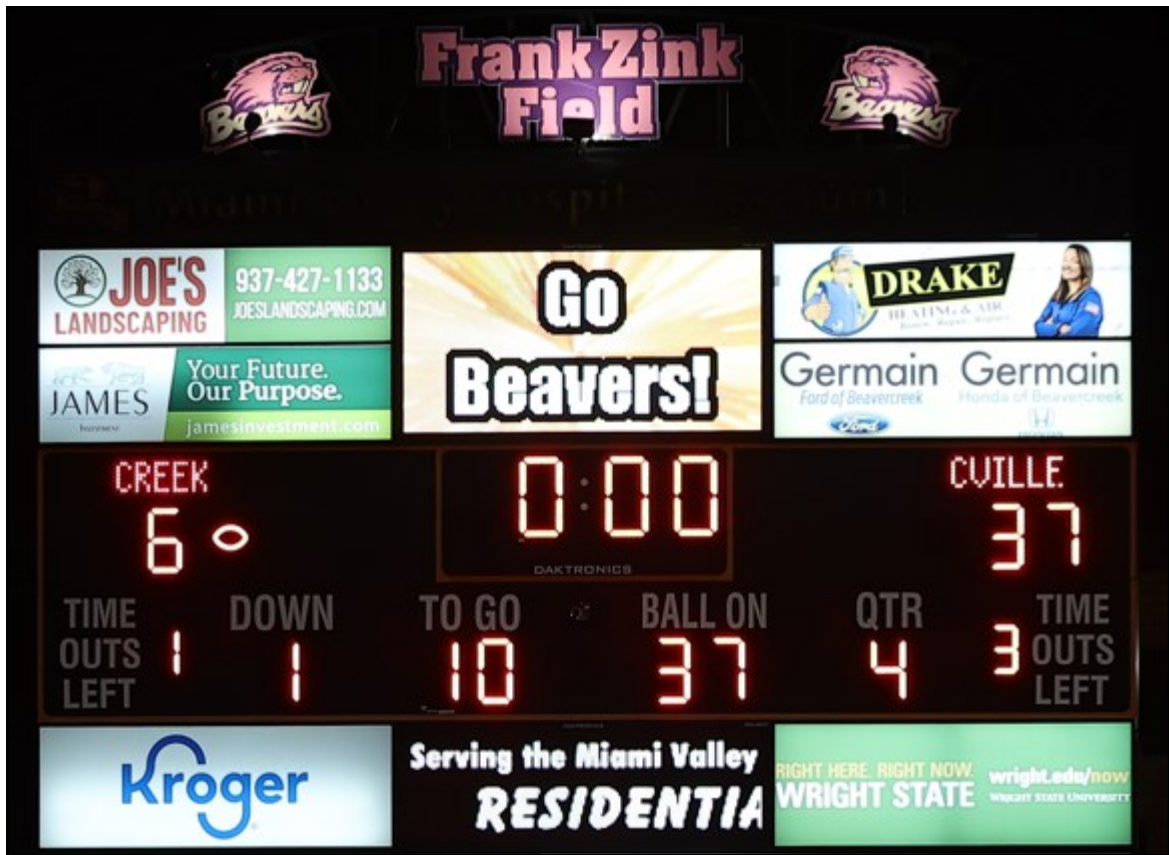 Frank Zink
Field
Beavers
Beavers
JOE'S
LANDSCAPING
937-427-1133
JOESLANDSCAPING.COM
Go
Beavers!
DRAKE
HEATING & AIR
JAMES
Investment
Your Future.
Our Purpose.
jamesinvestment.com
Germain
Ford of Beavercreek
Ford
Germain
Honda of Beavercreek
HONDA
CREEK
0:00
CVILLE
6
37
DAKTRONICS
TIME
OUTS
LEFT
1
DOWN
1
TO GO
10
BALL ON
37
QTR
4
3
TIME
OUTS
LEFT
Kroger
Serving the Miami Valley
RESIDENTIA
RIGHT HERE. RIGHT NOW.
WRIGHT STATE
wright.edu/now
WRIGHT STATE UNIVERSITY